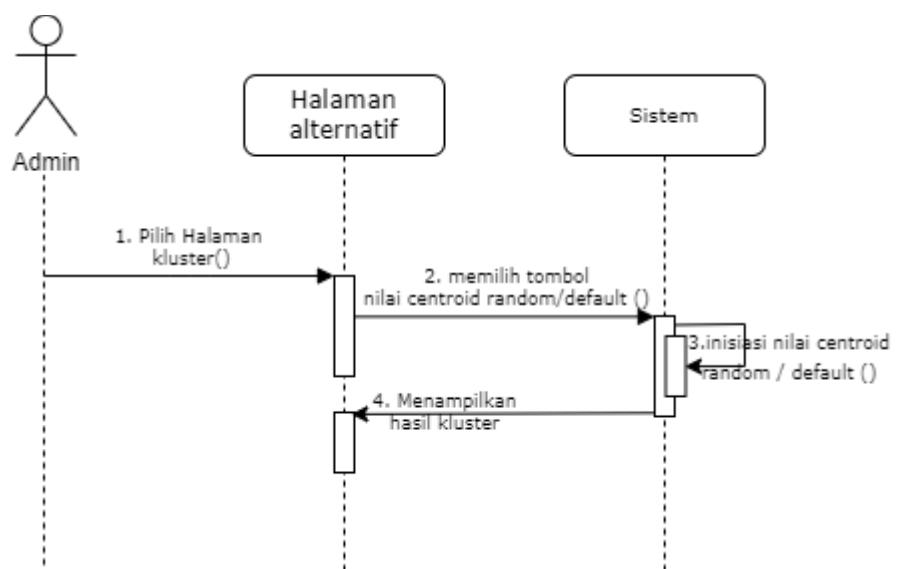 Halaman
alternatif
Sistem
Admin
1. Pilih Halaman
kluster()
2. memilih tombol
nilai centroid random/default ()
3.inisiasi nilai centroid
random / default ()
4. Menampilkan
hasil kluster